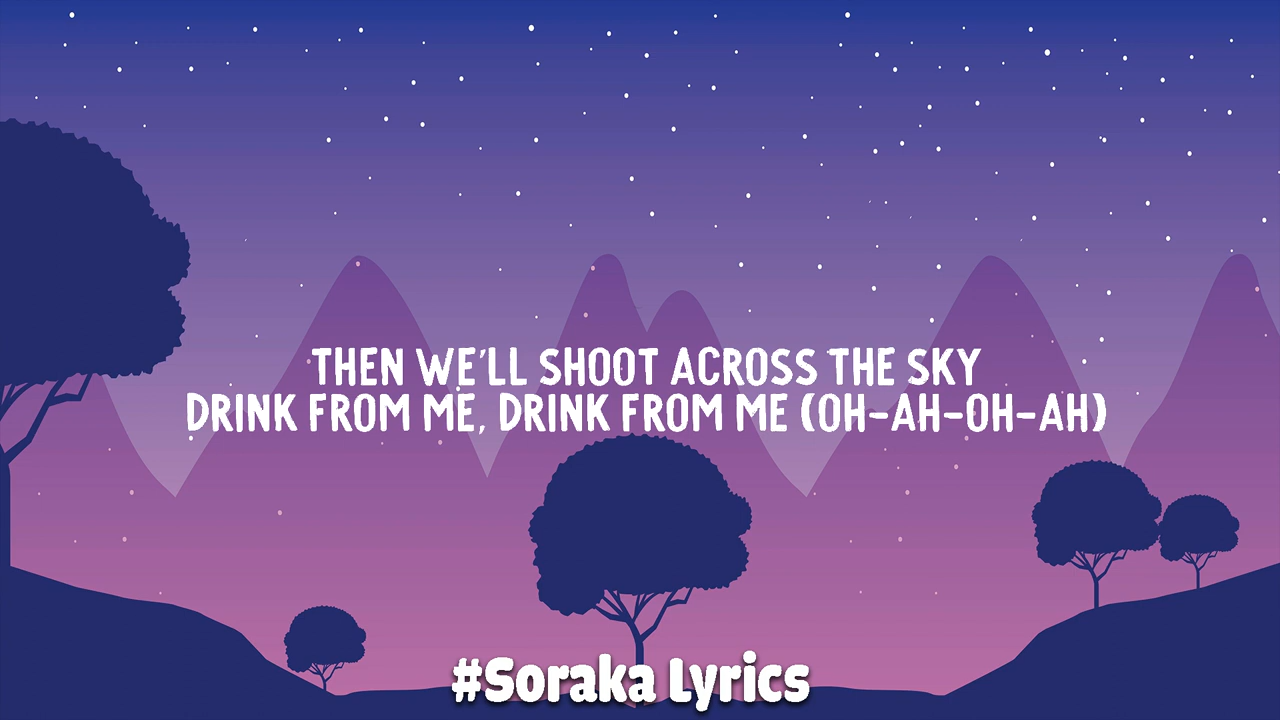 THEN WE'LL SHOOT ACROSS THE SKY
DRINK FROM ME, DRINK FROM ME (OH-AH-OH-AH)
#Soraka Lyrics